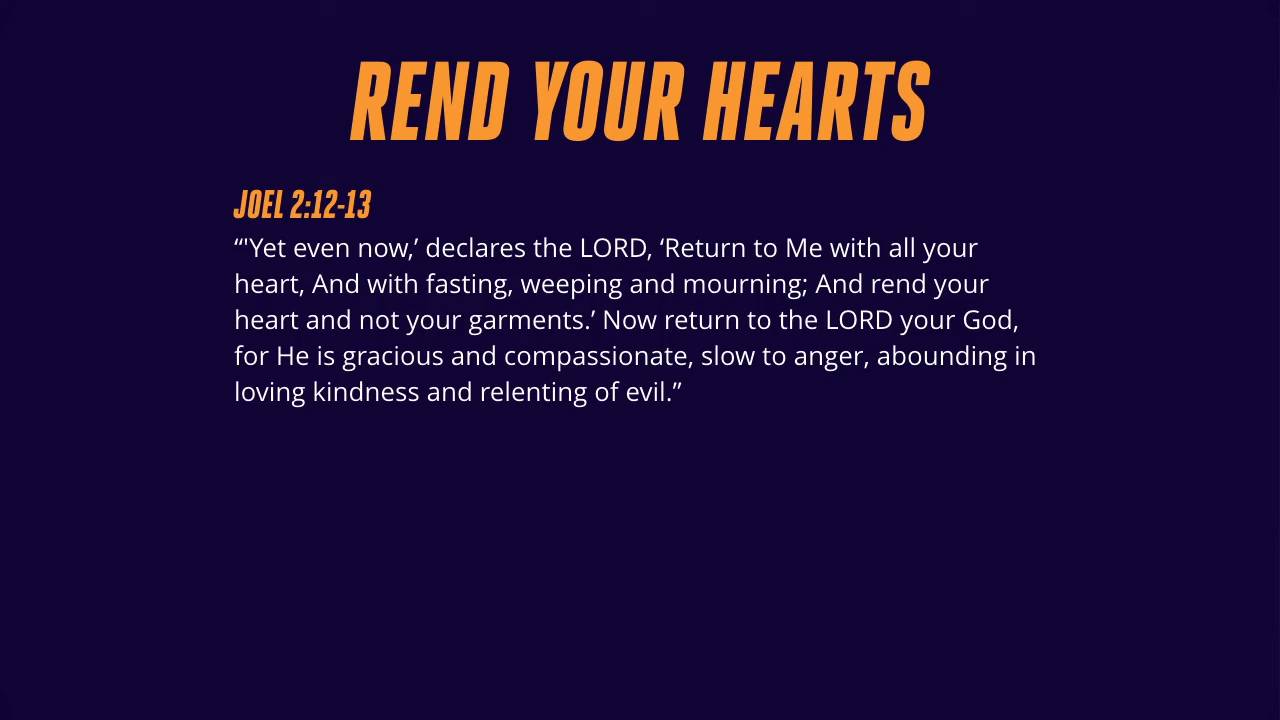 REND YOUR HEARTS
JOEL 2:12-13
“'Yet even now,’ declares the LORD, ‘Return to Me with all your
heart, And with fasting, weeping and mourning; And rend your
heart and not your garments.’ Now return to the LORD your God,
for He is gracious and compassionate, slow to anger, abounding in
loving kindness and relenting of evil.”